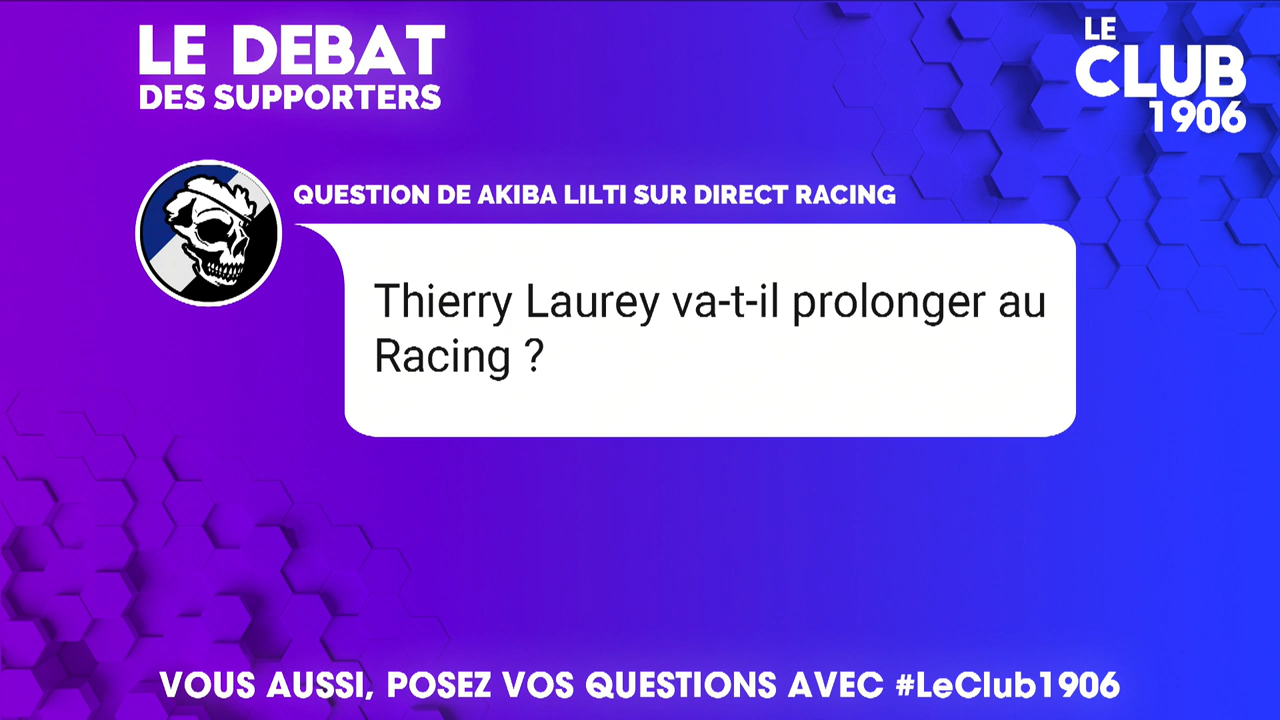 LE DEBAT
DES SUPPORTERS
LE
CLUB
1906
QUESTION DE AKIBA LILTI SUR DIRECT RACING
Thierry Laurey va-t-il prolonger au
Racing ?
VOUS AUSSI, POSEZ VOS QUESTIONS AVEC #LeClub1906